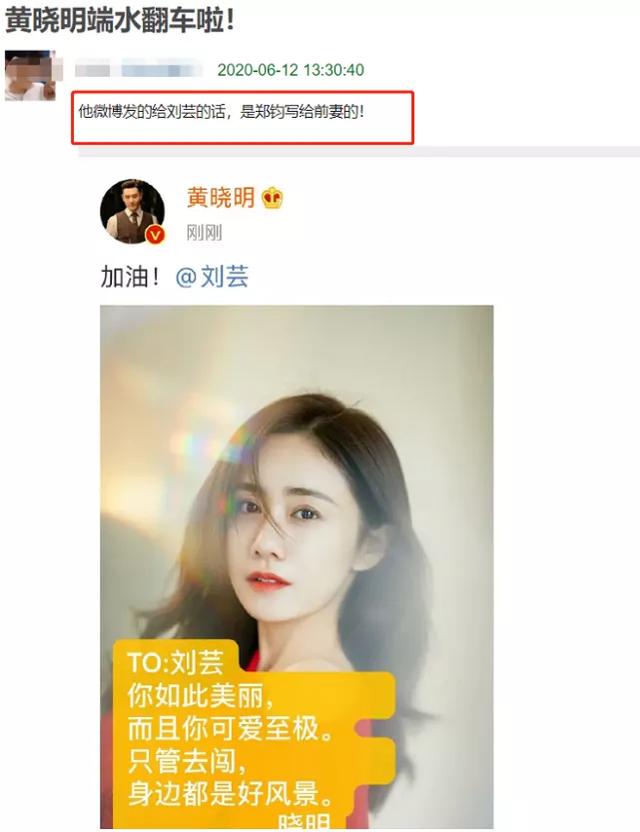 黄晓明端水翻车啦！
2020-06-12 13:30:40
他微博发的给刘芸的话，是郑钧写给前妻的！
黄晓明
刚刚
加油！@刘芸
TO:刘芸
你如此美丽，
而且你可爱至极。
只管去闯，
身边都是好风景。
晓明